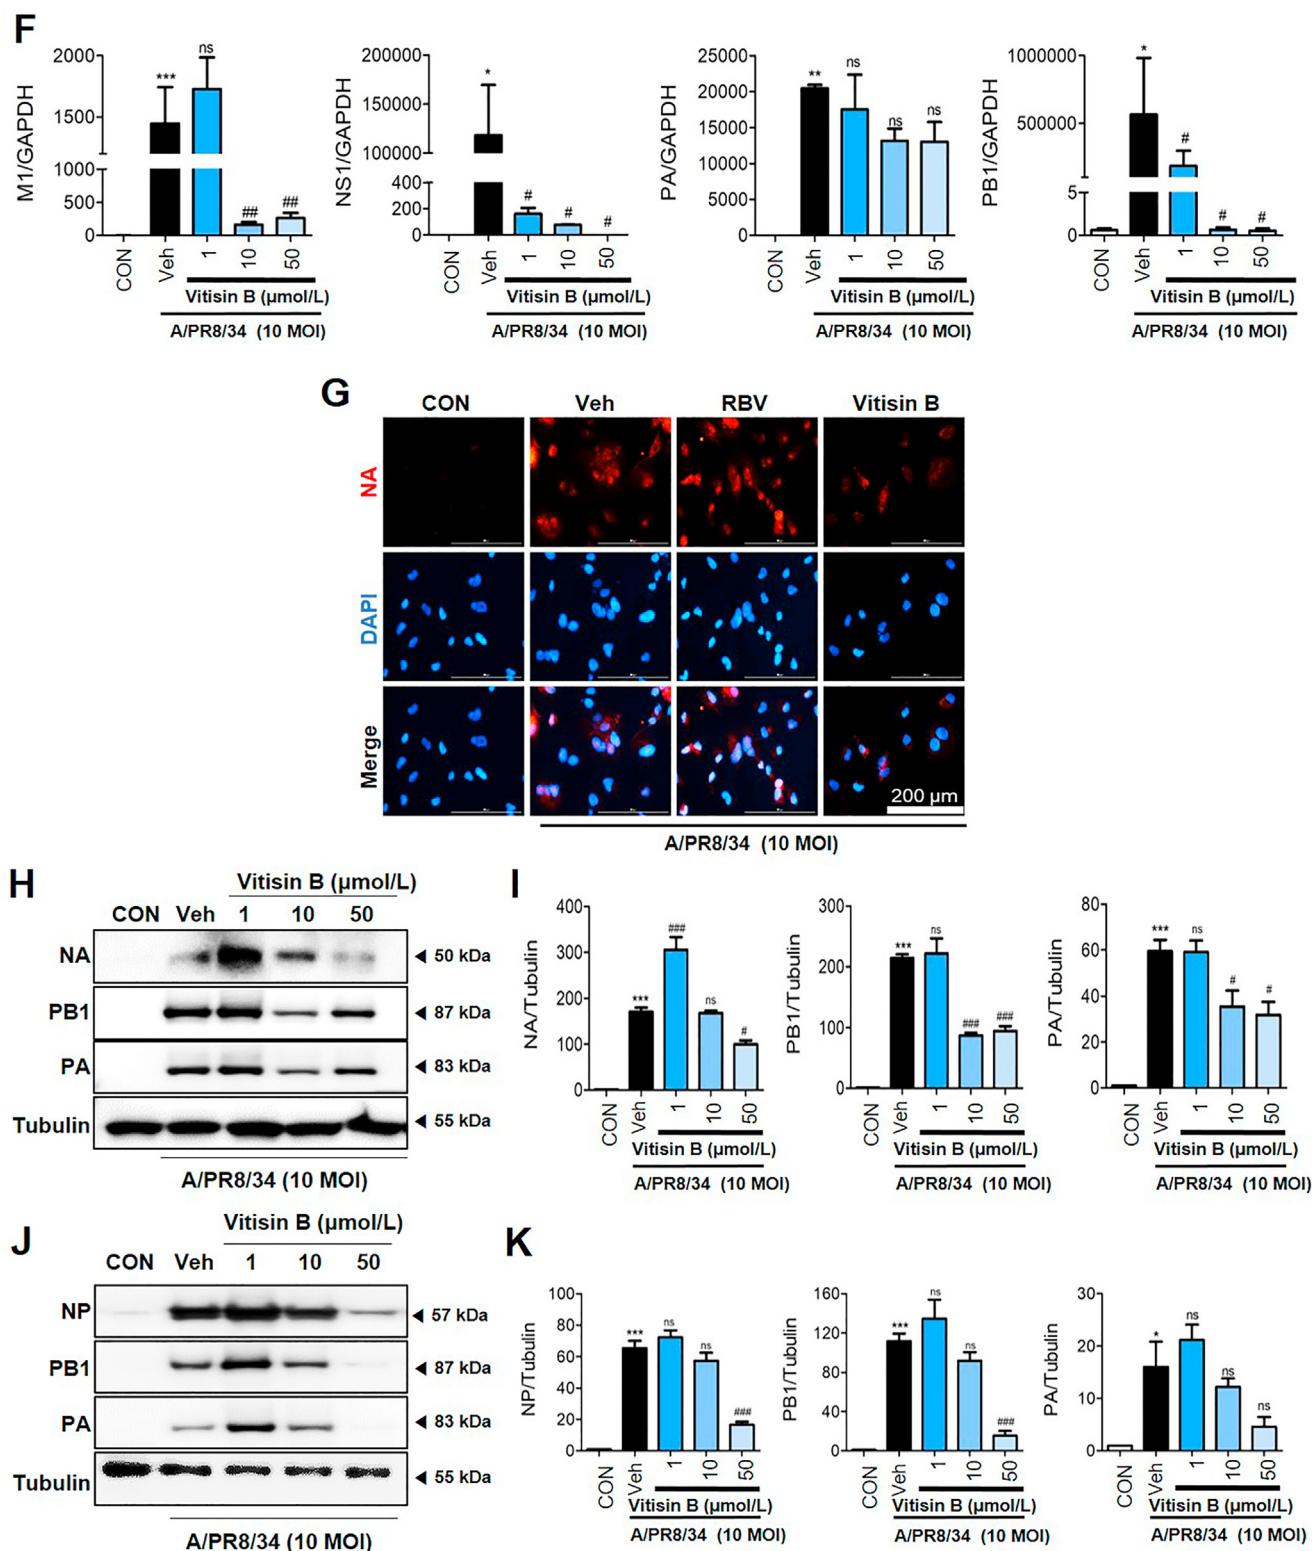 F
2000
1500
1000
500
0
M1/GAPDH
***
ns
##
##
CON
Veh
1
10
50
Vitisin B (µmol/L)
A/PR8/34 (10 MOI)
200000
150000
100000
400
200
0
NS1/GAPDH
*
#
#
#
CON
Veh
1
10
50
Vitisin B (µmol/L)
A/PR8/34 (10 MOI)
25000
20000
15000
10000
5000
0
PA/GAPDH
**
ns
ns
ns
CON
Veh
1
10
50
Vitisin B (µmol/L)
A/PR8/34 (10 MOI)
1000000
500000
5
0
PB1/GAPDH
*
#
#
#
CON
Veh
1
10
50
Vitisin B (µmol/L)
A/PR8/34 (10 MOI)
G
CON Veh RBV Vitisin B
NA
DAPI
Merge
200 µm
A/PR8/34 (10 MOI)
H
Vitisin B (µmol/L)
CON Veh 1 10 50
NA 50 kDa
PB1 87 kDa
PA 83 kDa
Tubulin 55 kDa
A/PR8/34 (10 MOI)
I
400
300
200
100
0
NA/Tubulin
***
###
ns
#
CON
Veh
1
10
50
Vitisin B (µmol/L)
A/PR8/34 (10 MOI)
300
200
100
0
PB1/Tubulin
***
ns
###
###
CON
Veh
1
10
50
Vitisin B (µmol/L)
A/PR8/34 (10 MOI)
80
60
40
20
0
PA/Tubulin
***
ns
#
#
CON
Veh
1
10
50
Vitisin B (µmol/L)
A/PR8/34 (10 MOI)
J
Vitisin B (µmol/L)
CON Veh 1 10 50
NP 57 kDa
PB1 87 kDa
PA 83 kDa
Tubulin 55 kDa
A/PR8/34 (10 MOI)
K
100
80
60
40
20
0
NP/Tubulin
***
ns
ns
###
CON
Veh
1
10
50
Vitisin B (µmol/L)
A/PR8/34 (10 MOI)
160
120
80
40
0
PB1/Tubulin
***
ns
ns
###
CON
Veh
1
10
50
Vitisin B (µmol/L)
A/PR8/34 (10 MOI)
30
20
10
0
PA/Tubulin
*
ns
ns
ns
CON
Veh
1
10
50
Vitisin B (µmol/L)
A/PR8/34 (10 MOI)